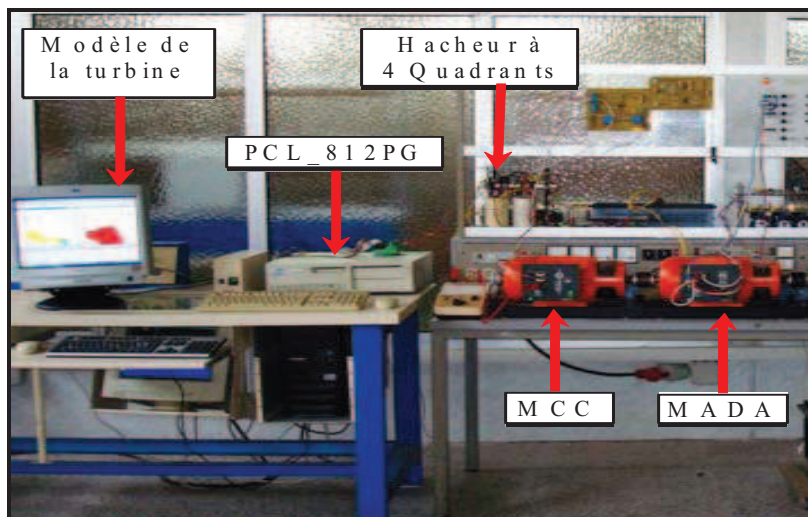 Modèle de
la turbine
Hacheur à
4 Quadrants
PCL_812PG
MCC
MADA